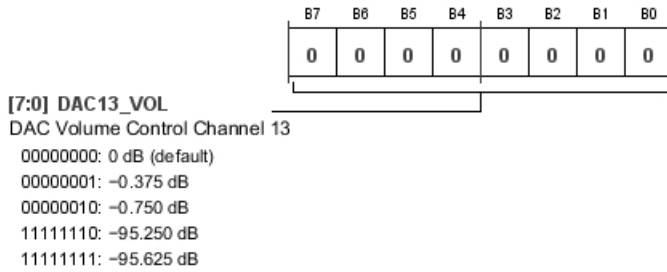 B7 B6 B5 B4 B3 B2 B1 B0
0 0 0 0 0 0 0 0
[7:0] DAC13_VOL
DAC Volume Control Channel 13
00000000: 0 dB (default)
00000001: −0.375 dB
00000010: −0.750 dB
11111110: −95.250 dB
11111111: −95.625 dB